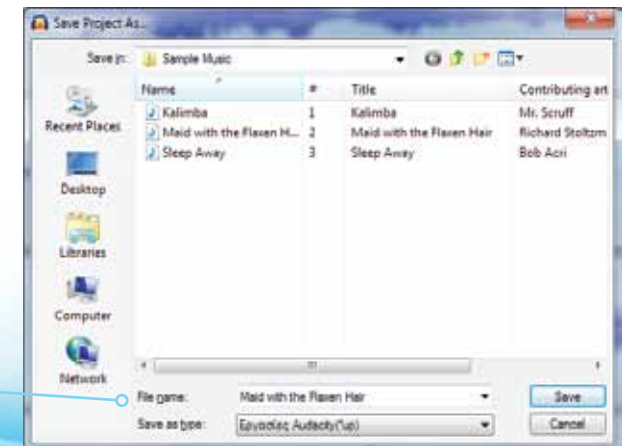 Save Project As...
Save in: Sample Music
Name # Title Contributing art
Kalimba 1 Kalimba Mr. Scruff
Maid with the Flaxen H... 2 Maid with the Flaxen Hair Richard Stoltzm
Sleep Away 3 Sleep Away Bob Acri
Recent Places
Desktop
Libraries
Computer
Network
File name: Maid with the Flaxen Hair
Save
Save as type: Εργασίες Audacity(*up)
Cancel